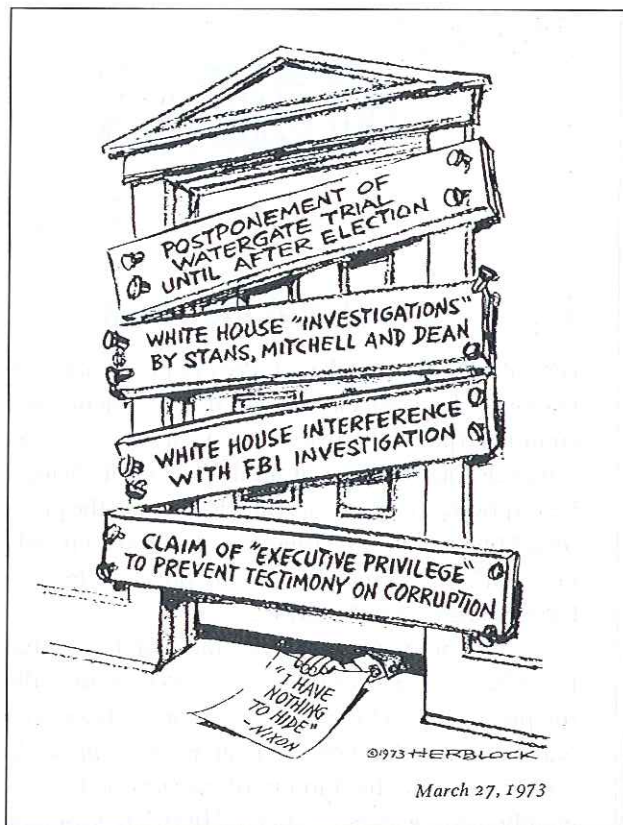 POSTPONEMENT OF
WATERGATE TRIAL
UNTIL AFTER ELECTION
WHITE HOUSE "INVESTIGATIONS"
BY STANS, MITCHELL AND DEAN
WHITE HOUSE INTERFERENCE
WITH FBI INVESTIGATION
CLAIM OF "EXECUTIVE PRIVILEGE"
TO PREVENT TESTIMONY ON CORRUPTION
"I HAVE
NOTHING
TO HIDE"
-NIXON
©1973 HERBLOCK
March 27, 1973